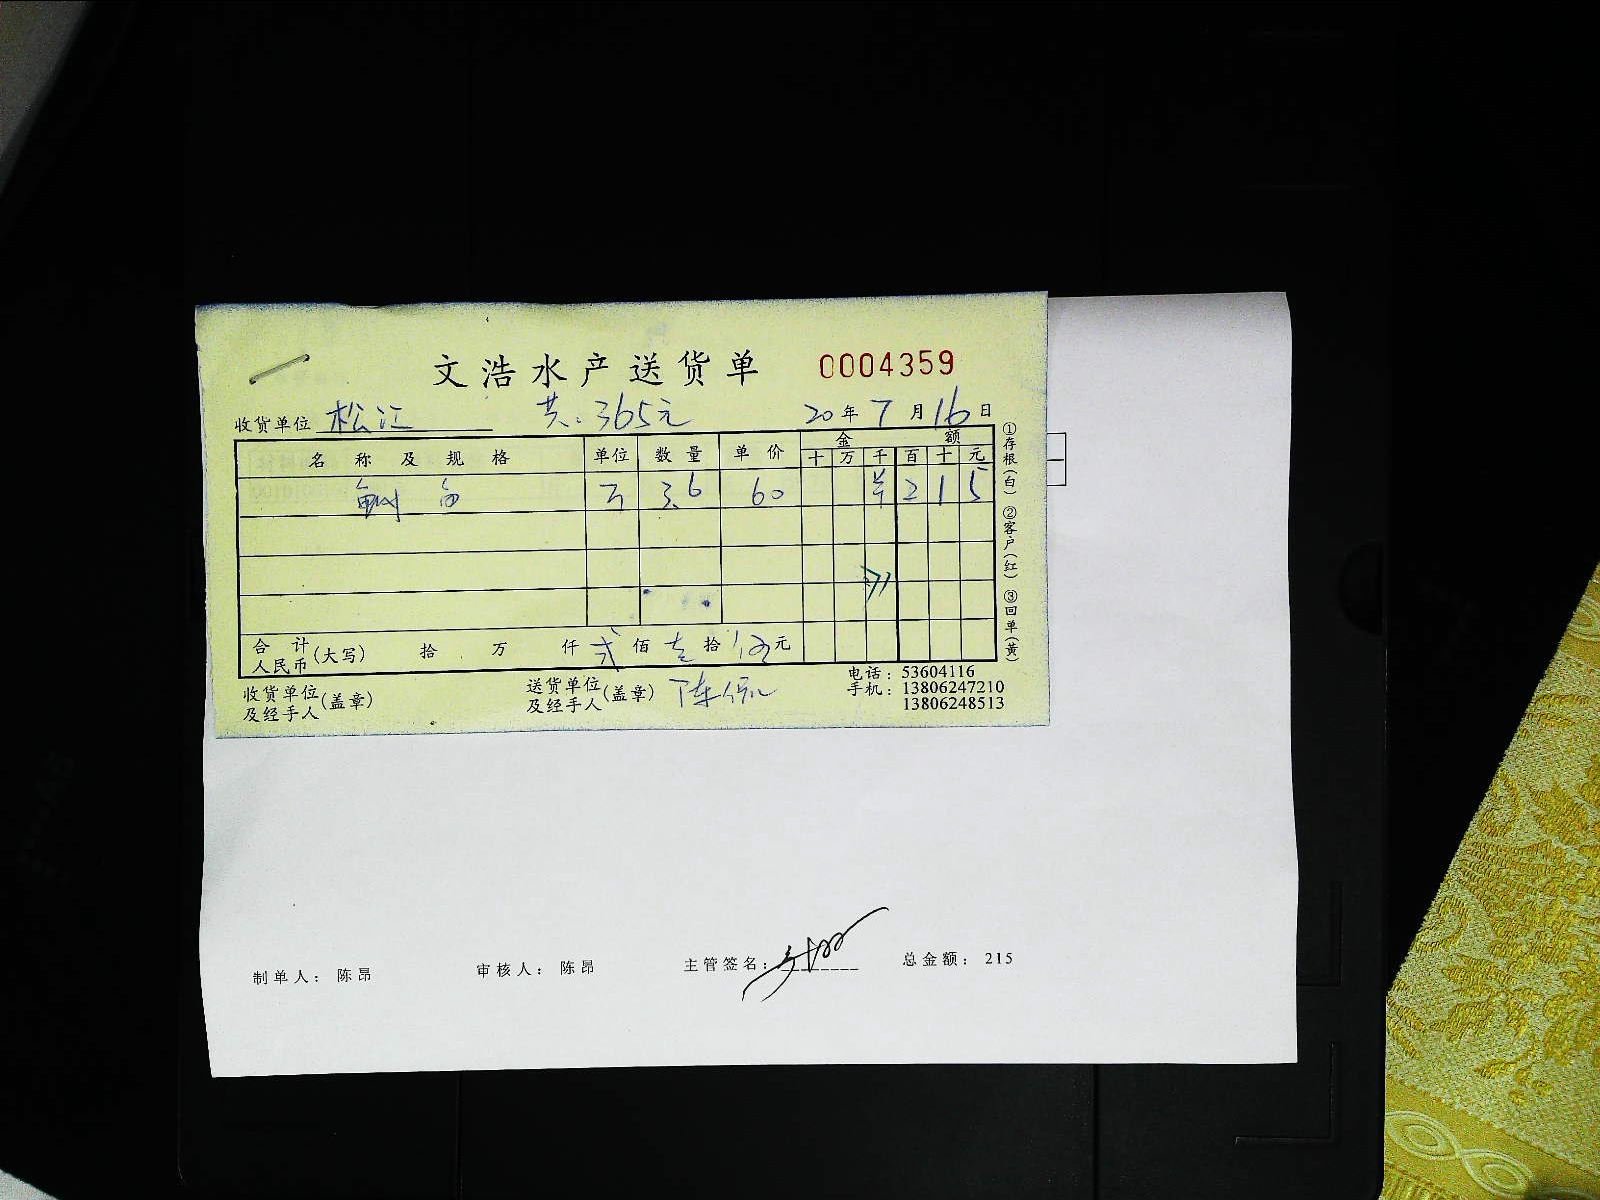 文浩水产送货单 0004359
收货单位 松江 共:365元 20年7月16日
名称及规格 单位 数量 单价 金额
十 万 千 百 十 元
3.6 60 ¥ 2 1 5
合计人民币(大写) 拾 万 仟 弍佰 壱拾 伍元
收货单位及经手人(盖章) 送货单位及经手人(盖章) 陈 电话:53604116
手机:13806247210
13806248513
①存根(白) ②客户(红) ③回单(黄)
制单人: 陈昂 审核人: 陈昂 主管签名: 总金额: 215